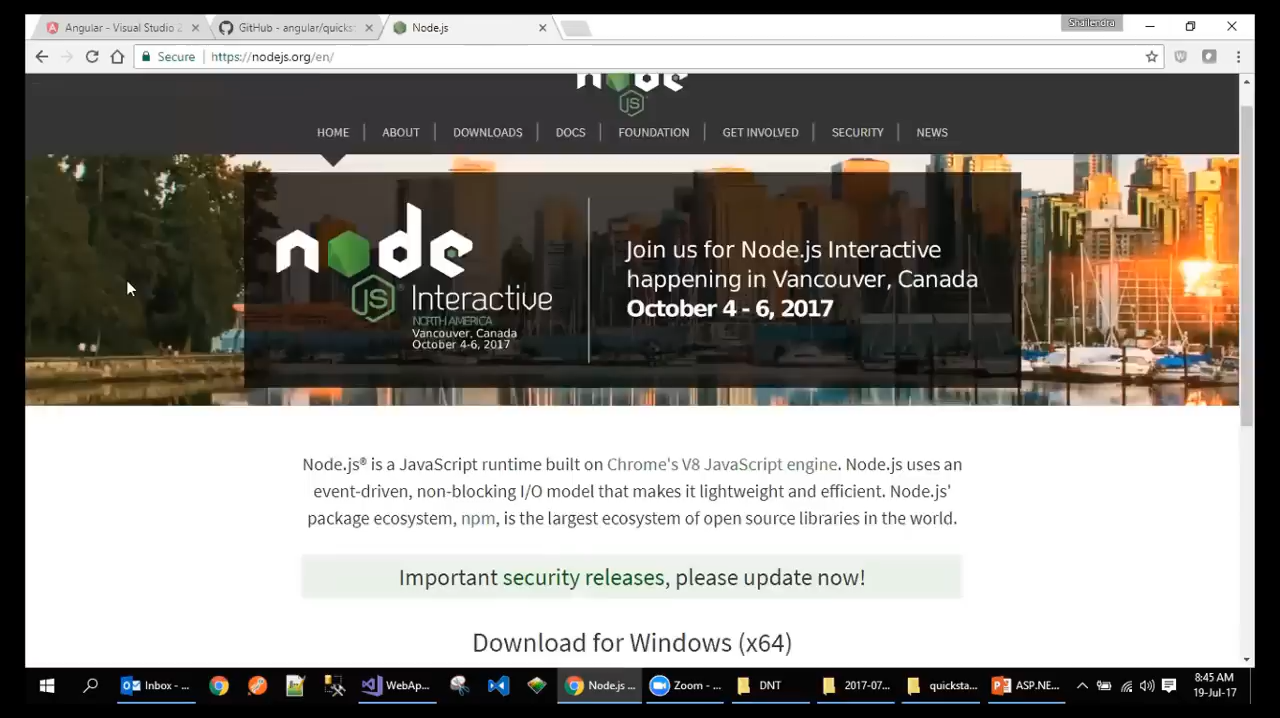 Angular - Visual Studio 2
GitHub - angular/quickst
Node.js
Shailendra
Secure
https://nodejs.org/en/
node
JS
HOME
ABOUT
DOWNLOADS
DOCS
FOUNDATION
GET INVOLVED
SECURITY
NEWS
node
JS
Interactive
NORTH AMERICA
Vancouver, Canada
October 4-6, 2017
Join us for Node.js Interactive
happening in Vancouver, Canada
October 4 - 6, 2017
Node.js® is a JavaScript runtime built on Chrome's V8 JavaScript engine. Node.js uses an
event-driven, non-blocking I/O model that makes it lightweight and efficient. Node.js'
package ecosystem, npm, is the largest ecosystem of open source libraries in the world.
Important security releases, please update now!
Download for Windows (x64)
Inbox - ...
WebAp...
Node.js ...
Zoom - ...
DNT
2017-07...
quicksta...
ASP.NE...
8:45 AM
19-Jul-17